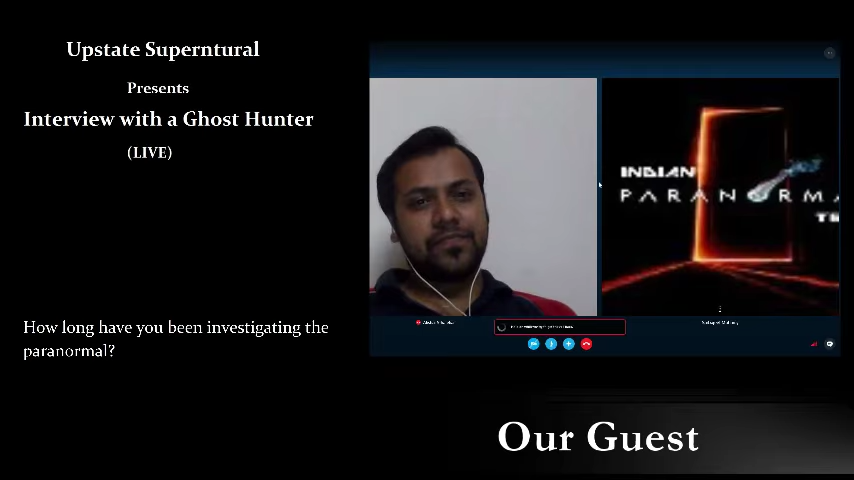 Upstate Superntural
Presents
Interview with a Ghost Hunter
(LIVE)
INDIAN
PARANORMA
TE
How long have you been investigating the
paranormal?
Our Guest